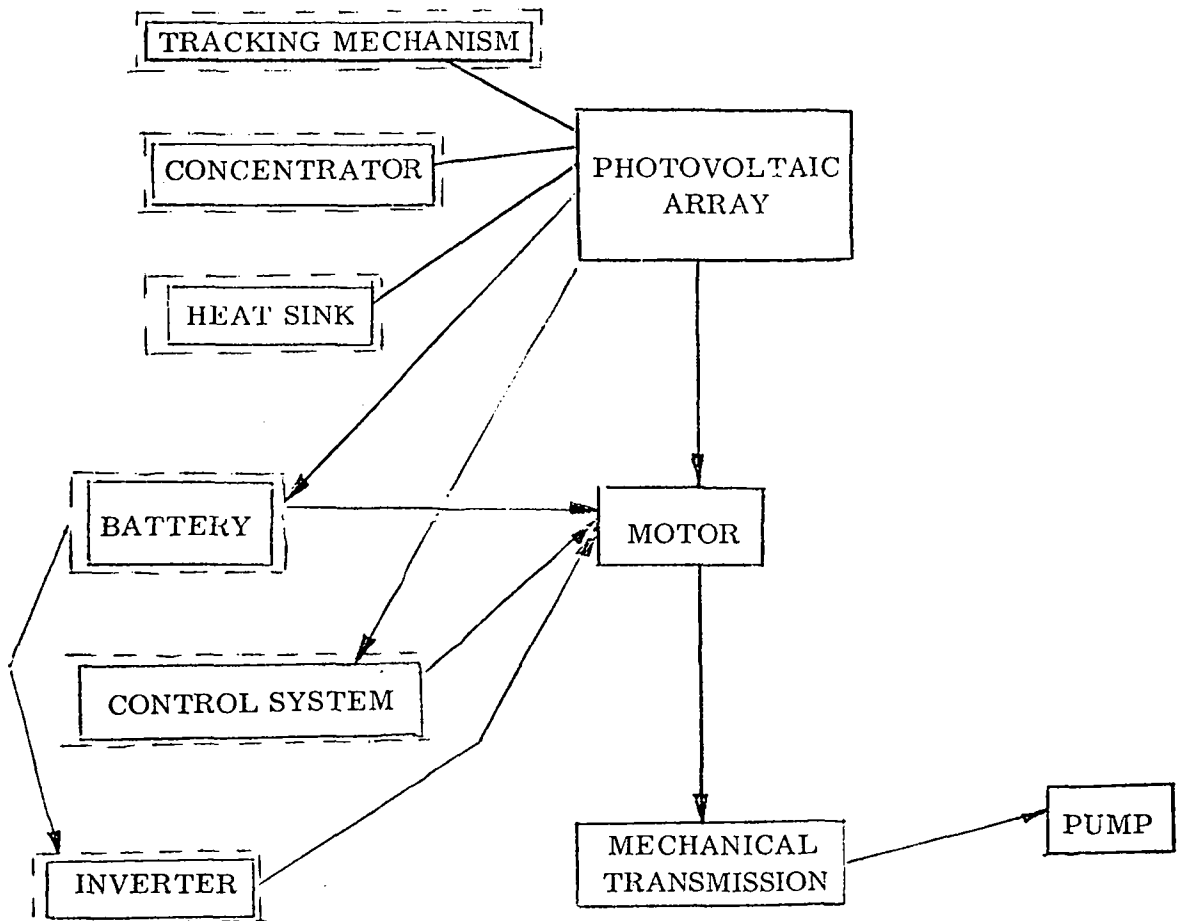 TRACKING MECHANISM
CONCENTRATOR
PHOTOVOLTAIC
ARRAY
HEAT SINK
BATTERY
MOTOR
CONTROL SYSTEM
MECHANICAL
TRANSMISSION
PUMP
INVERTER